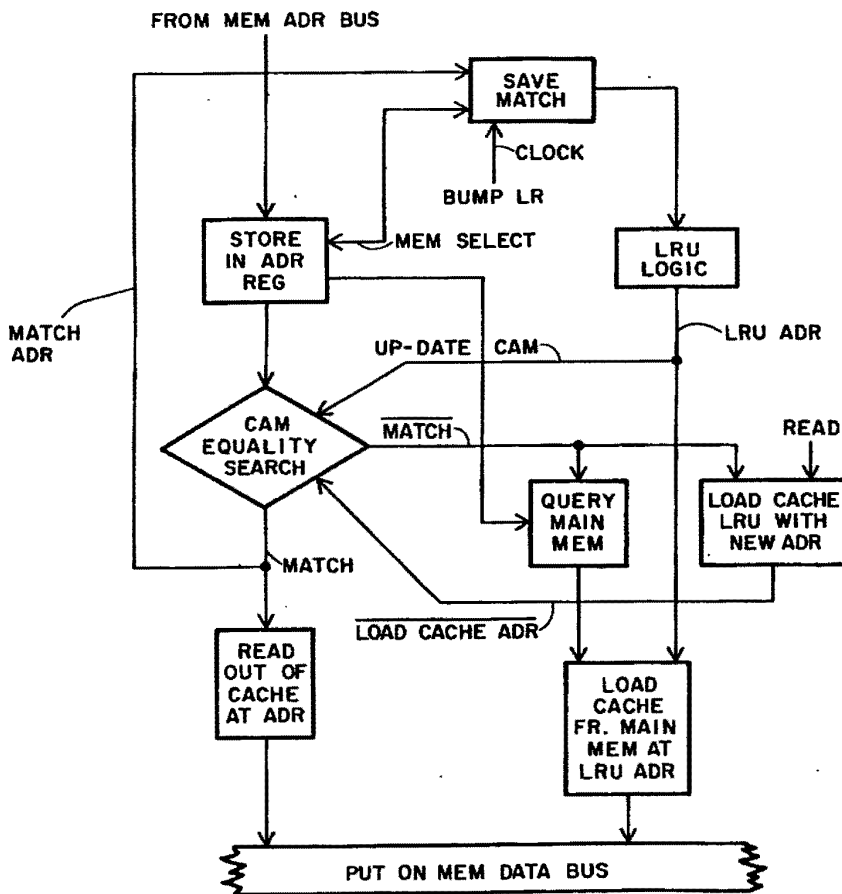 FROM MEM ADR BUS
SAVE
MATCH
CLOCK
BUMP LR
STORE
IN ADR
REG
MEM SELECT
LRU
LOGIC
MATCH
ADR
LRU ADR
UP-DATE CAM
CAM
EQUALITY
SEARCH
MATCH
READ
QUERY
MAIN
MEM
LOAD CACHE
LRU WITH
NEW ADR
MATCH
LOAD CACHE ADR
READ
OUT OF
CACHE
AT ADR
LOAD
CACHE
FR. MAIN
MEM AT
LRU ADR
PUT ON MEM DATA BUS